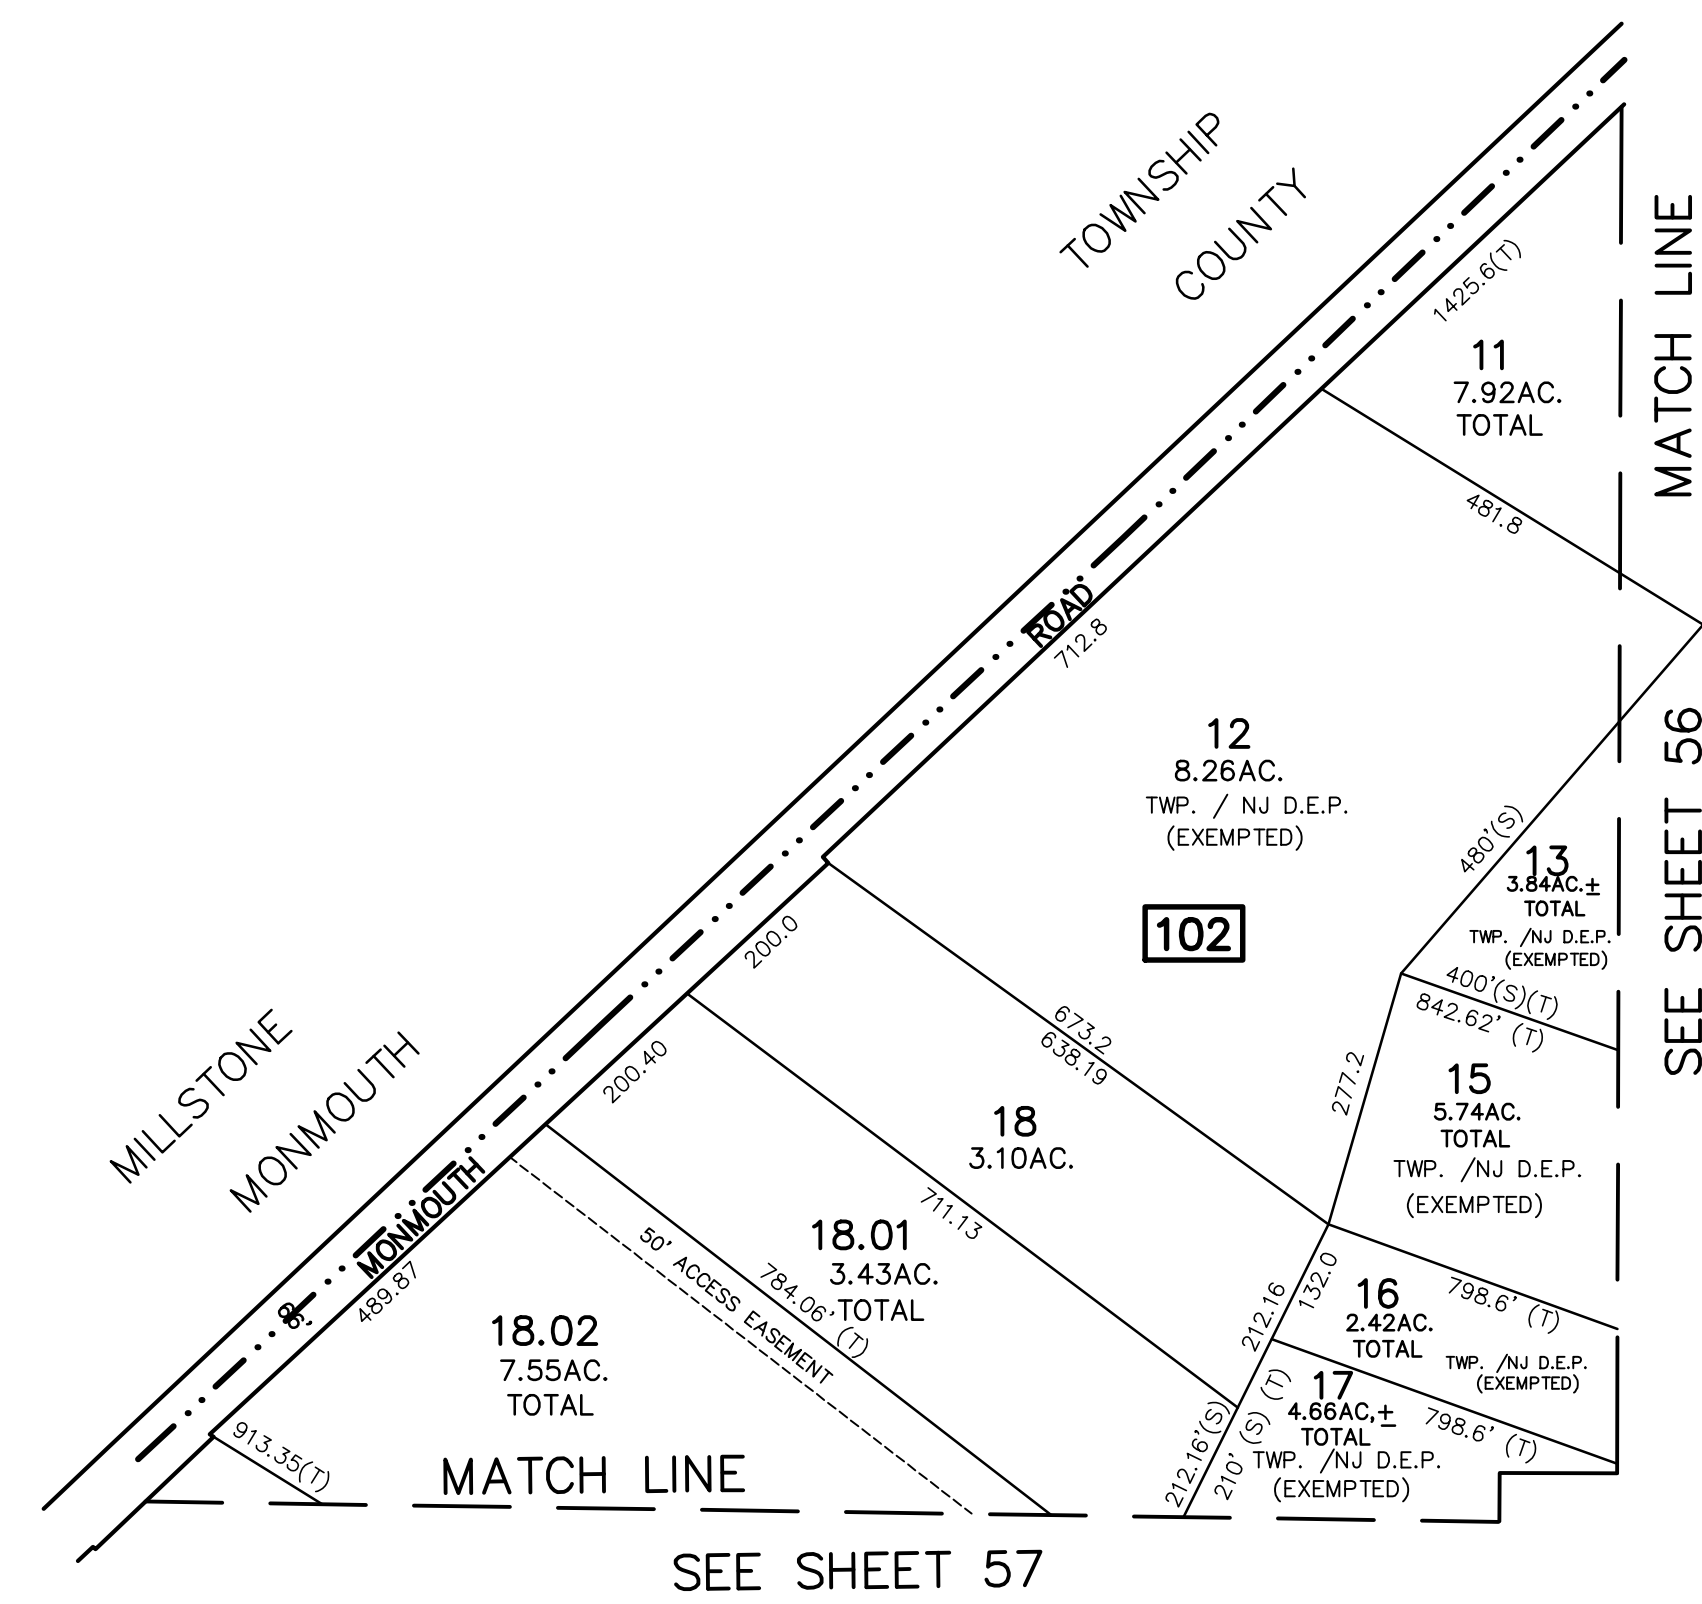 TOWNSHIP
COUNTY
MATCH LINE
1425.6(T)
11
7.92AC.
TOTAL
481.8
ROAD
712.8
12
8.26AC.
TWP. / NJ D.E.P.
(EXEMPTED)
SEE SHEET 56
480'(S)
13
3.84AC.±
TOTAL
TWP. /NJ D.E.P.
(EXEMPTED)
102
200.0
400'(S)(T)
842.62' (T)
673.2
638.19
277.2
15
5.74AC.
TOTAL
TWP. /NJ D.E.P.
(EXEMPTED)
MILLSTONE
MONMOUTH
200.40
18
3.10AC.
711.13
MONMOUTH
489.87
66'
18.01
3.43AC.
TOTAL
784.06' (T)
50' ACCESS EASEMENT
212.16
132.0
16
2.42AC.
TOTAL
798.6' (T)
TWP. /NJ D.E.P.
(EXEMPTED)
18.02
7.55AC.
TOTAL
17
4.66AC,±
TOTAL
TWP. /NJ D.E.P.
(EXEMPTED)
798.6' (T)
212.16'(S)
210' (S) (T)
913.35(T)
MATCH LINE
SEE SHEET 57